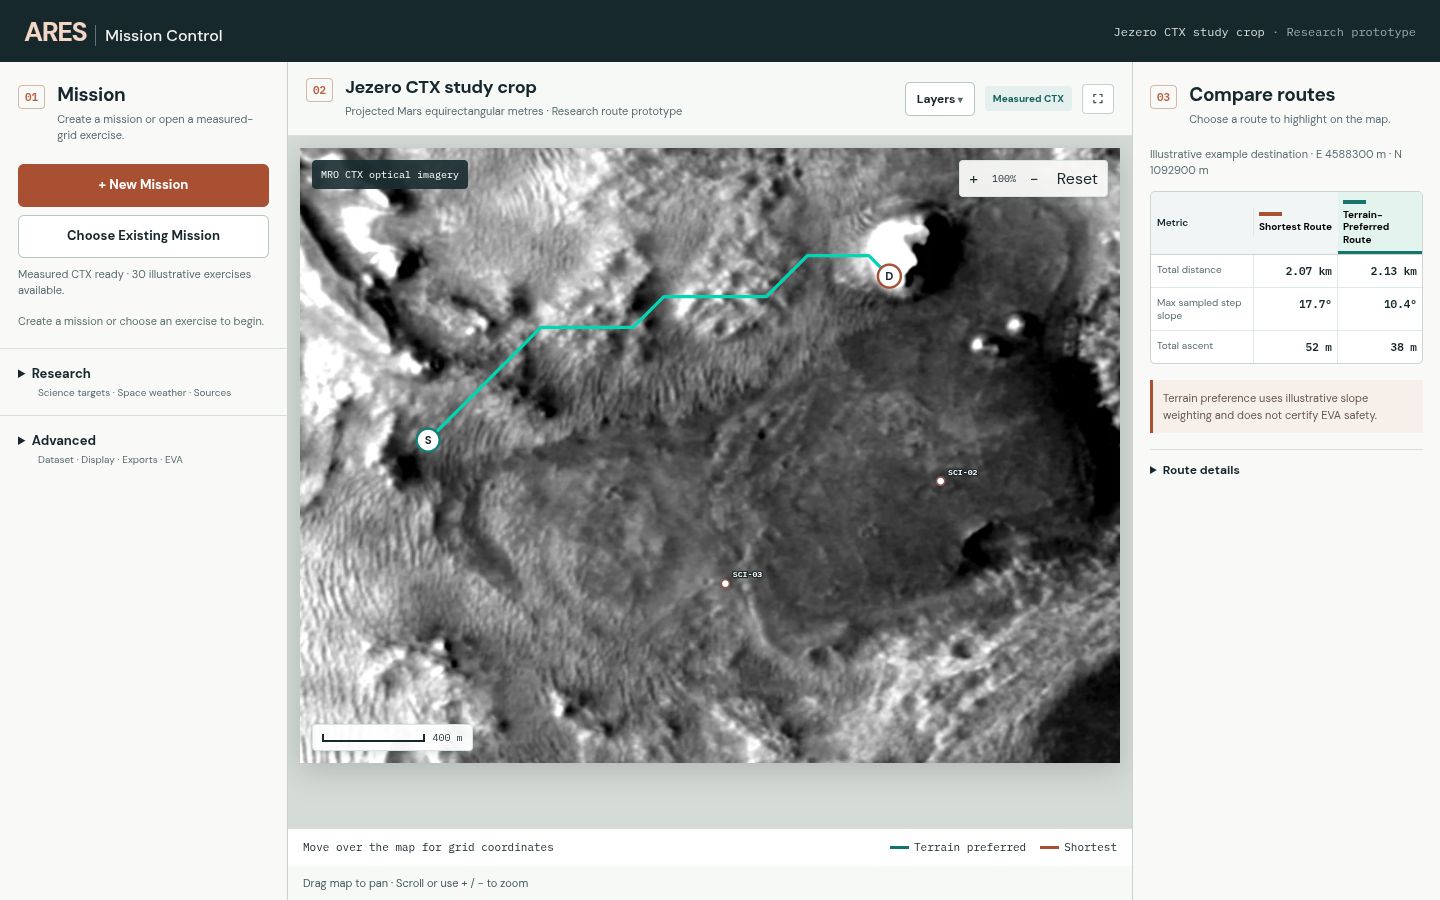 ARES Mission Control
Jezero CTX study crop · Research prototype
01 Mission
Create a mission or open a measured-
grid exercise.
+ New Mission
Choose Existing Mission
Measured CTX ready · 30 illustrative exercises
available.
Create a mission or choose an exercise to begin.
▶ Research
Science targets · Space weather · Sources
▶ Advanced
Dataset · Display · Exports · EVA
02 Jezero CTX study crop
Projected Mars equirectangular metres · Research route prototype
Layers ▾
Measured CTX
MRO CTX optical imagery
+ 100% − Reset
D
S
SCI-02
SCI-03
400 m
Move over the map for grid coordinates
Terrain preferred
Shortest
Drag map to pan · Scroll or use + / − to zoom
03 Compare routes
Choose a route to highlight on the map.
Illustrative example destination · E 4588300 m · N
1092900 m
Metric
Shortest Route
Terrain-
Preferred
Route
Total distance 2.07 km 2.13 km
Max sampled step
slope
17.7° 10.4°
Total ascent 52 m 38 m
Terrain preference uses illustrative slope
weighting and does not certify EVA safety.
▶ Route details